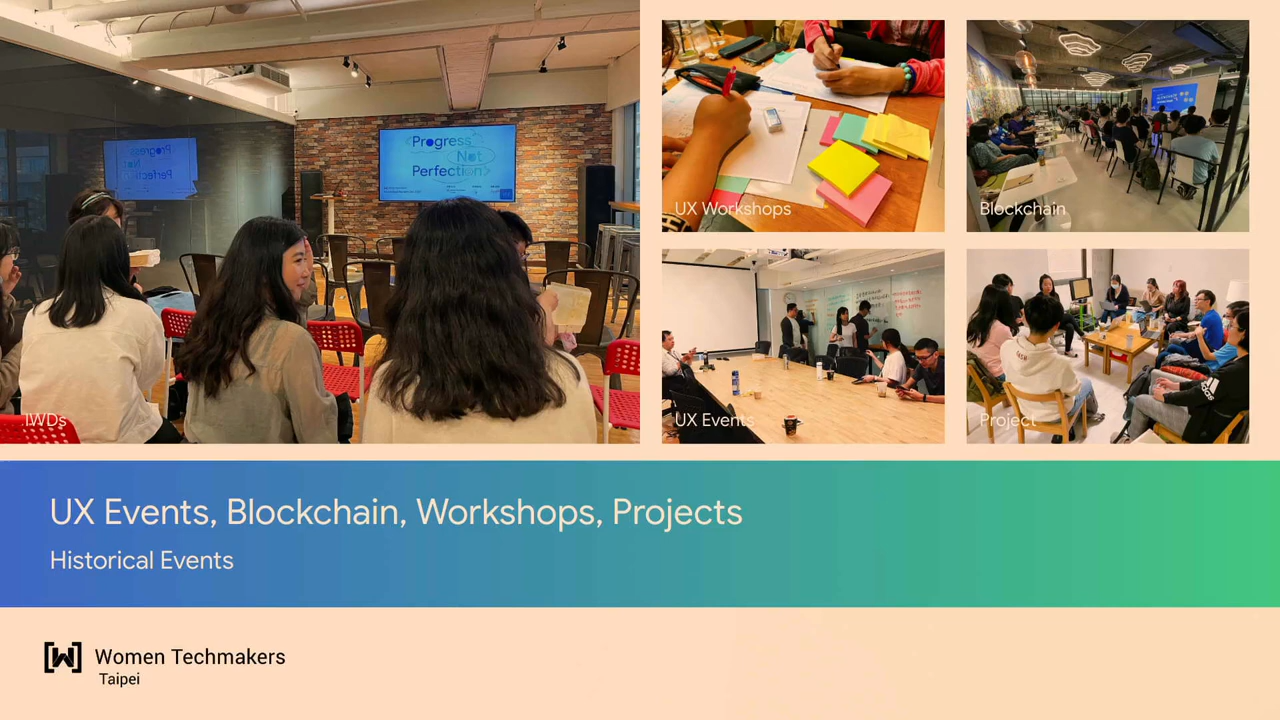 Progress
Not
Perfection
IWDs
UX Workshops
Blockchain
UX Events
Project
UX Events, Blockchain, Workshops, Projects
Historical Events
[W] Women Techmakers
Taipei